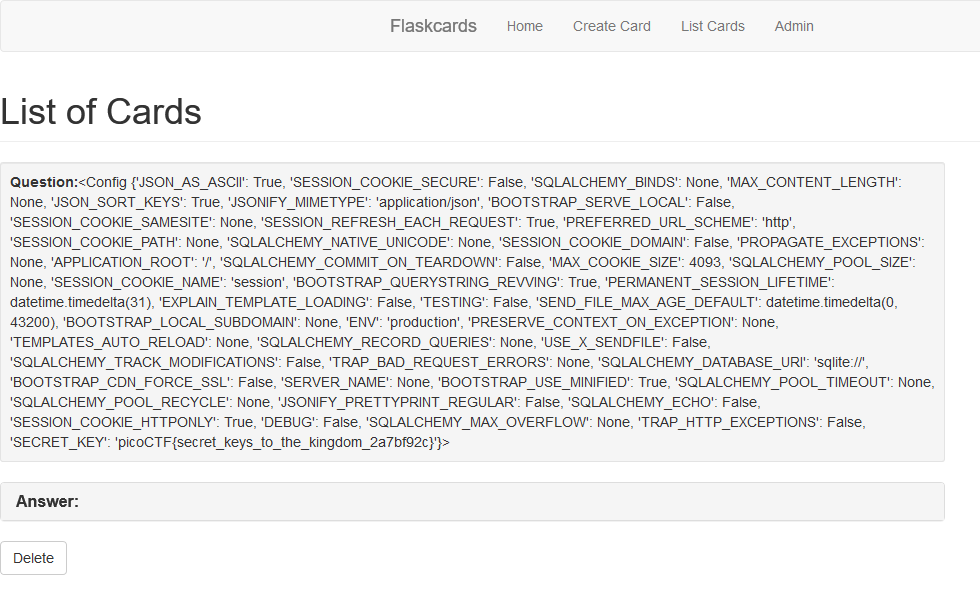 Flaskcards Home Create Card List Cards Admin
List of Cards
Question:<Config {'JSON_AS_ASCII': True, 'SESSION_COOKIE_SECURE': False, 'SQLALCHEMY_BINDS': None, 'MAX_CONTENT_LENGTH':
None, 'JSON_SORT_KEYS': True, 'JSONIFY_MIMETYPE': 'application/json', 'BOOTSTRAP_SERVE_LOCAL': False,
'SESSION_COOKIE_SAMESITE': None, 'SESSION_REFRESH_EACH_REQUEST': True, 'PREFERRED_URL_SCHEME': 'http',
'SESSION_COOKIE_PATH': None, 'SQLALCHEMY_NATIVE_UNICODE': None, 'SESSION_COOKIE_DOMAIN': False, 'PROPAGATE_EXCEPTIONS':
None, 'APPLICATION_ROOT': '/', 'SQLALCHEMY_COMMIT_ON_TEARDOWN': False, 'MAX_COOKIE_SIZE': 4093, 'SQLALCHEMY_POOL_SIZE':
None, 'SESSION_COOKIE_NAME': 'session', 'BOOTSTRAP_QUERYSTRING_REVVING': True, 'PERMANENT_SESSION_LIFETIME':
datetime.timedelta(31), 'EXPLAIN_TEMPLATE_LOADING': False, 'TESTING': False, 'SEND_FILE_MAX_AGE_DEFAULT': datetime.timedelta(0,
43200), 'BOOTSTRAP_LOCAL_SUBDOMAIN': None, 'ENV': 'production', 'PRESERVE_CONTEXT_ON_EXCEPTION': None,
'TEMPLATES_AUTO_RELOAD': None, 'SQLALCHEMY_RECORD_QUERIES': None, 'USE_X_SENDFILE': False,
'SQLALCHEMY_TRACK_MODIFICATIONS': False, 'TRAP_BAD_REQUEST_ERRORS': None, 'SQLALCHEMY_DATABASE_URI': 'sqlite://',
'BOOTSTRAP_CDN_FORCE_SSL': False, 'SERVER_NAME': None, 'BOOTSTRAP_USE_MINIFIED': True, 'SQLALCHEMY_POOL_TIMEOUT': None,
'SQLALCHEMY_POOL_RECYCLE': None, 'JSONIFY_PRETTYPRINT_REGULAR': False, 'SQLALCHEMY_ECHO': False,
'SESSION_COOKIE_HTTPONLY': True, 'DEBUG': False, 'SQLALCHEMY_MAX_OVERFLOW': None, 'TRAP_HTTP_EXCEPTIONS': False,
'SECRET_KEY': 'picoCTF{secret_keys_to_the_kingdom_2a7bf92c}'}>
Answer:
Delete